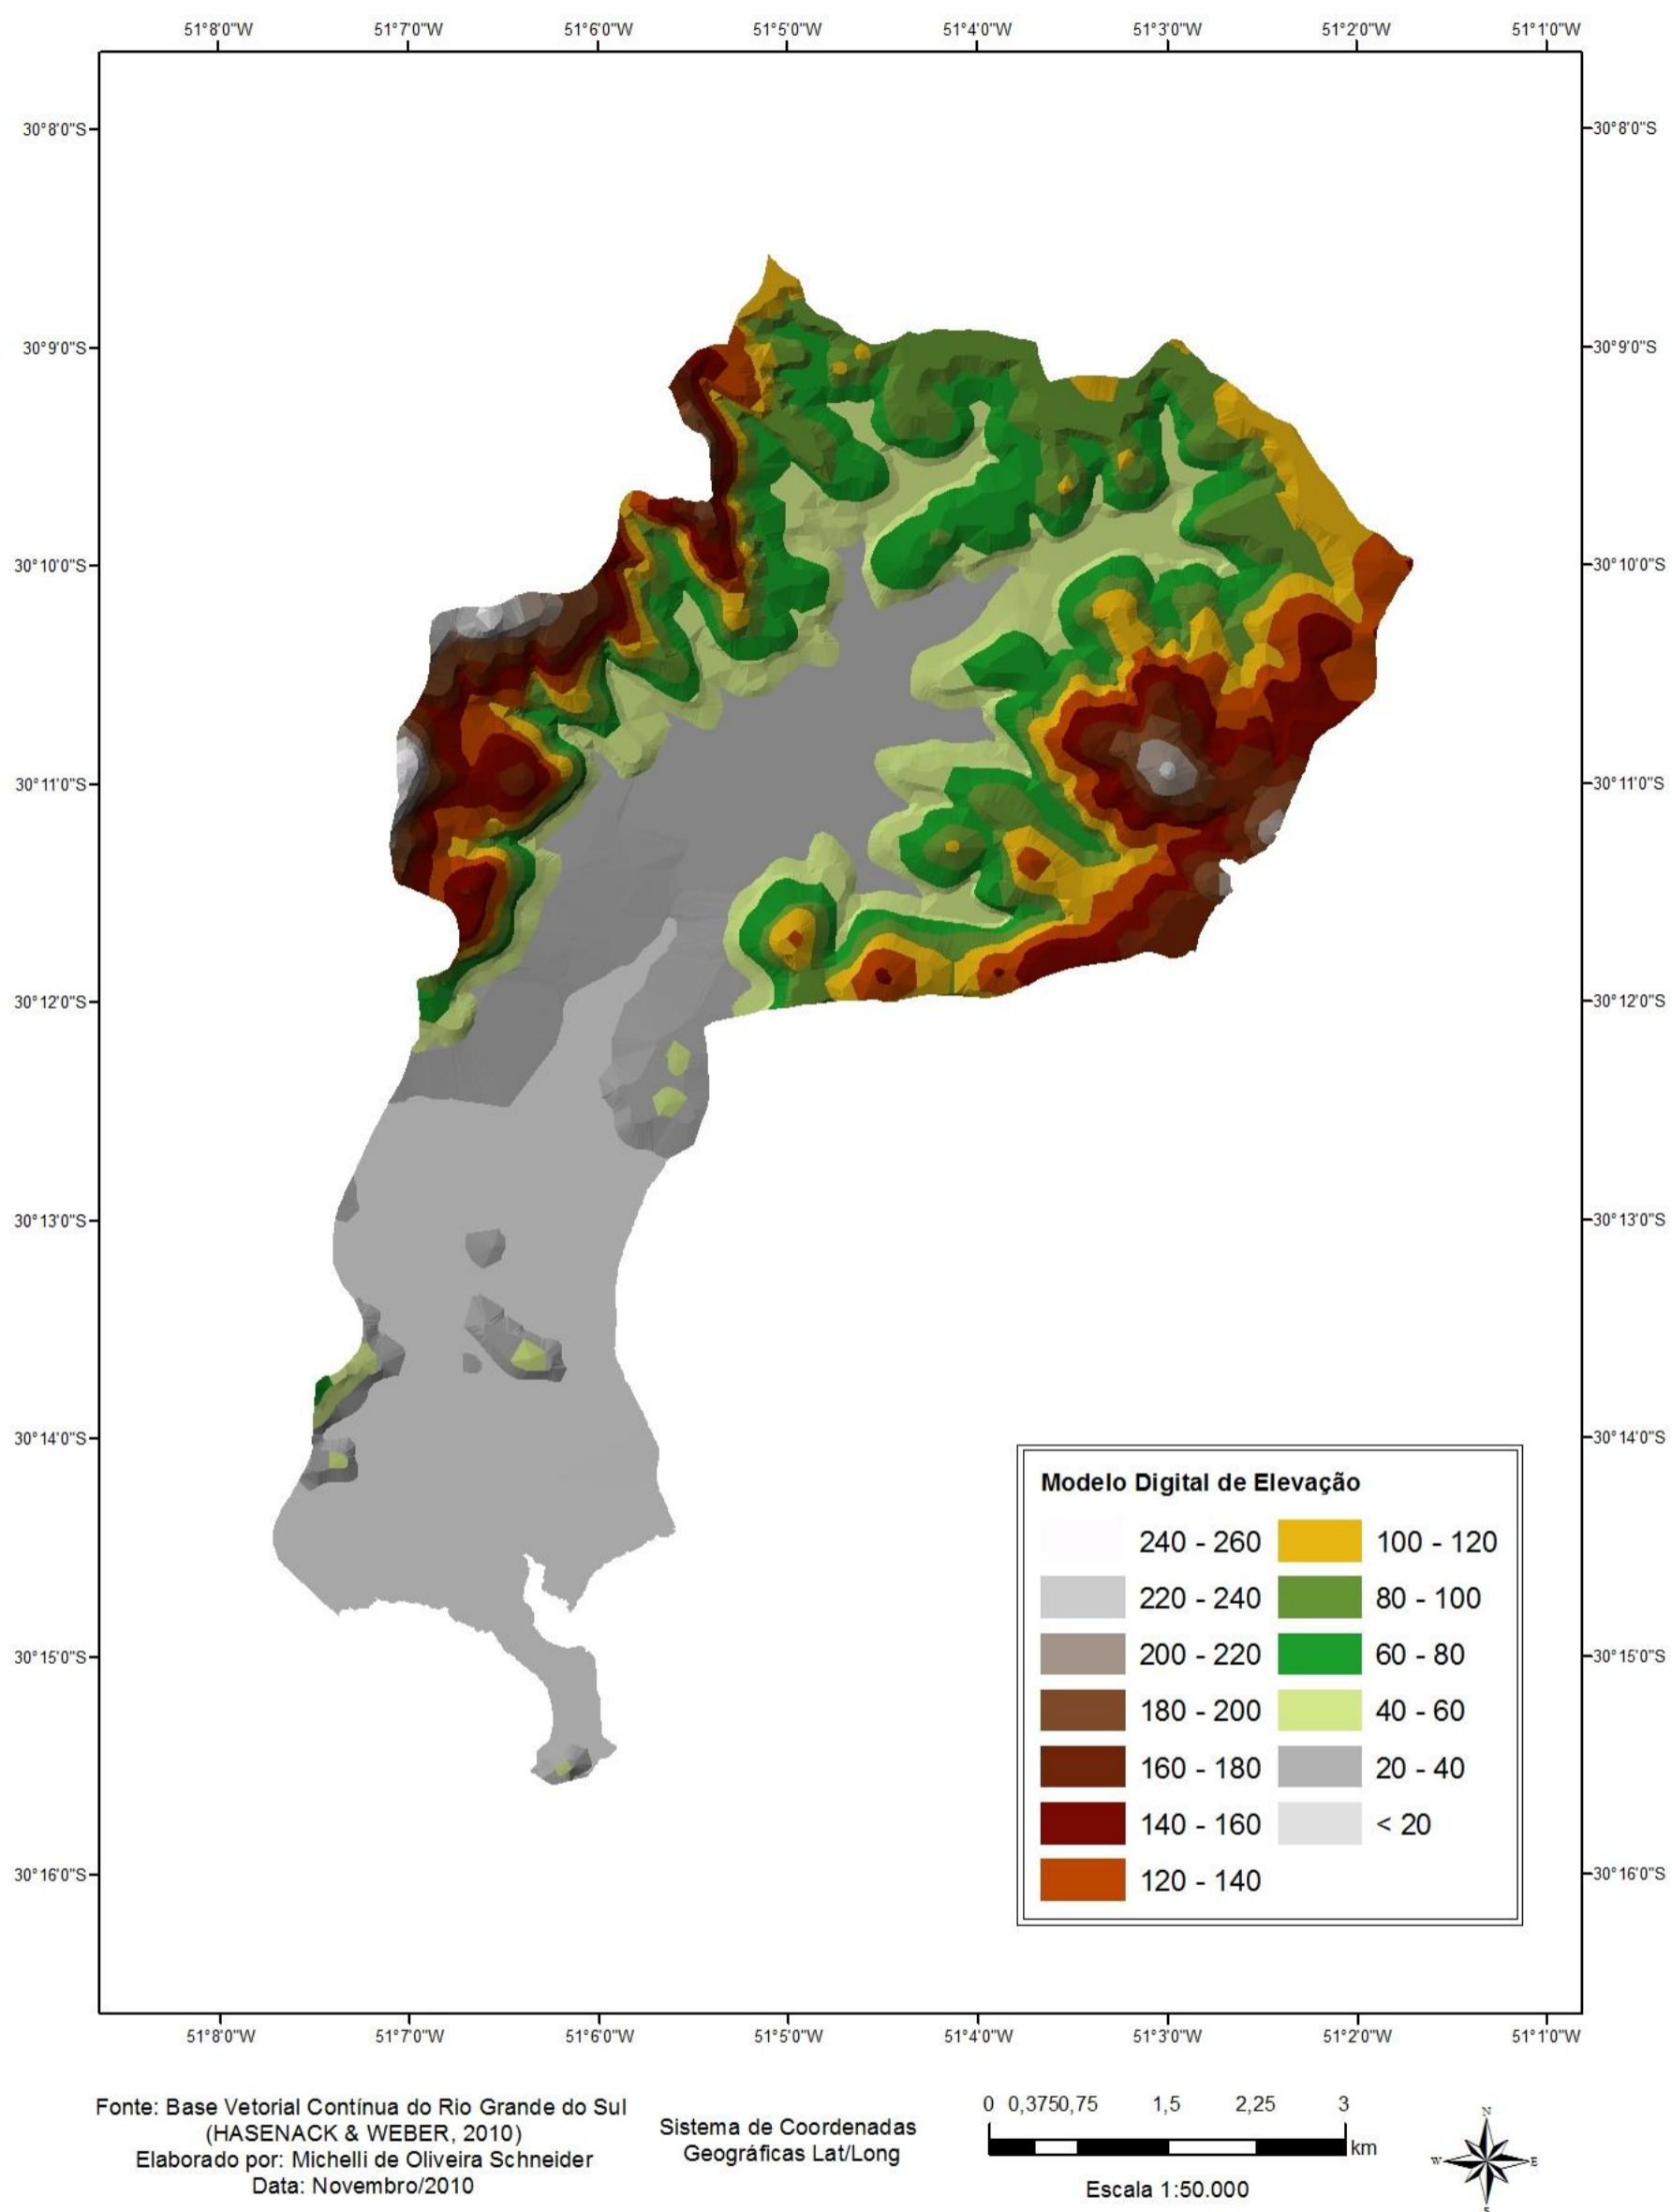 51°8'0"W 51°7'0"W 51°6'0"W 51°5'0"W 51°4'0"W 51°3'0"W 51°2'0"W 51°1'0"W
30°8'0"S 30°8'0"S
30°9'0"S 30°9'0"S
30°10'0"S 30°10'0"S
30°11'0"S 30°11'0"S
30°12'0"S 30°12'0"S
30°13'0"S 30°13'0"S
30°14'0"S 30°14'0"S
30°15'0"S 30°15'0"S
30°16'0"S 30°16'0"S
Modelo Digital de Elevação
240 - 260 100 - 120
220 - 240 80 - 100
200 - 220 60 - 80
180 - 200 40 - 60
160 - 180 20 - 40
140 - 160 < 20
120 - 140
51°8'0"W 51°7'0"W 51°6'0"W 51°5'0"W 51°4'0"W 51°3'0"W 51°2'0"W 51°1'0"W
Fonte: Base Vetorial Contínua do Rio Grande do Sul
(HASENACK & WEBER, 2010)
Elaborado por: Michelli de Oliveira Schneider
Data: Novembro/2010
Sistema de Coordenadas
Geográficas Lat/Long
0 0,3750,75 1,5 2,25 3
km
Escala 1:50.000
N
W E
S